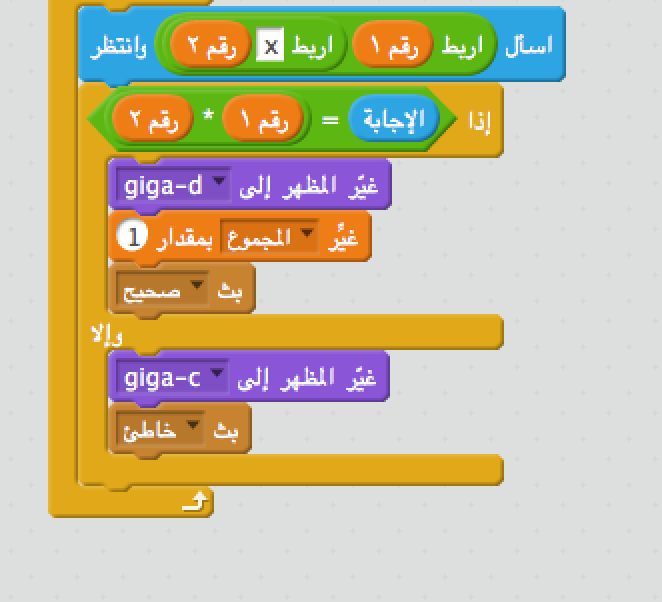 اسأل اربط رقم ١ اربط x رقم ٢ وانتظر
إذا الإجابة = رقم ١ * رقم ٢
غيّر المظهر إلى giga-d
غيِّر المجموع بمقدار 1
بث صحيح
وإلا
غيّر المظهر إلى giga-c
بث خاطئ